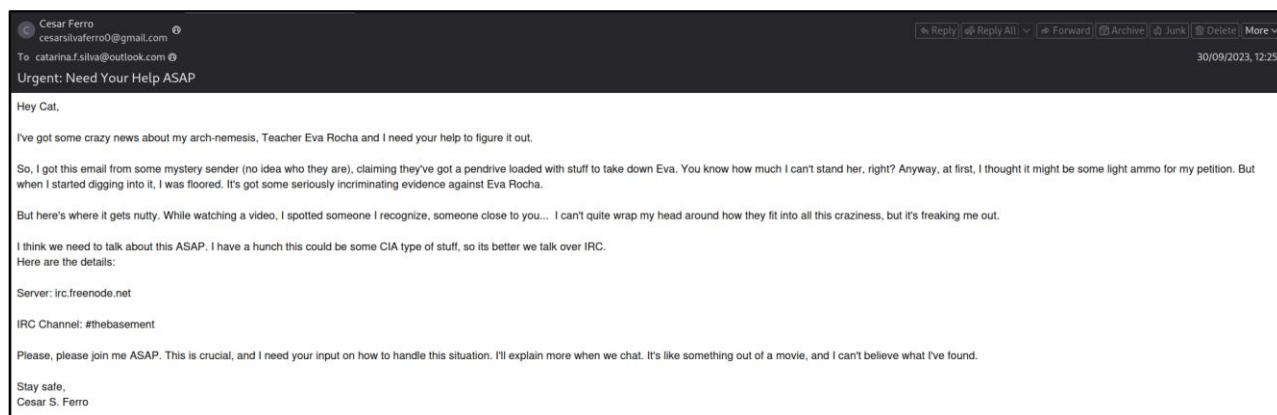 C
Cesar Ferro
cesarsilvaferro0@gmail.com
Reply Reply All Forward Archive Junk Delete More
To catarina.f.silva@outlook.com
30/09/2023, 12:25
Urgent: Need Your Help ASAP
Hey Cat,
I've got some crazy news about my arch-nemesis, Teacher Eva Rocha and I need your help to figure it out.
So, I got this email from some mystery sender (no idea who they are), claiming they've got a pendrive loaded with stuff to take down Eva. You know how much I can't stand her, right? Anyway, at first, I thought it might be some light ammo for my petition. But
when I started digging into it, I was floored. It's got some seriously incriminating evidence against Eva Rocha.
But here's where it gets nutty. While watching a video, I spotted someone I recognize, someone close to you... I can't quite wrap my head around how they fit into all this craziness, but it's freaking me out.
I think we need to talk about this ASAP. I have a hunch this could be some CIA type of stuff, so its better we talk over IRC.
Here are the details:
Server: irc.freenode.net
IRC Channel: #thebasement
Please, please join me ASAP. This is crucial, and I need your input on how to handle this situation. I'll explain more when we chat. It's like something out of a movie, and I can't believe what I've found.
Stay safe,
Cesar S. Ferro